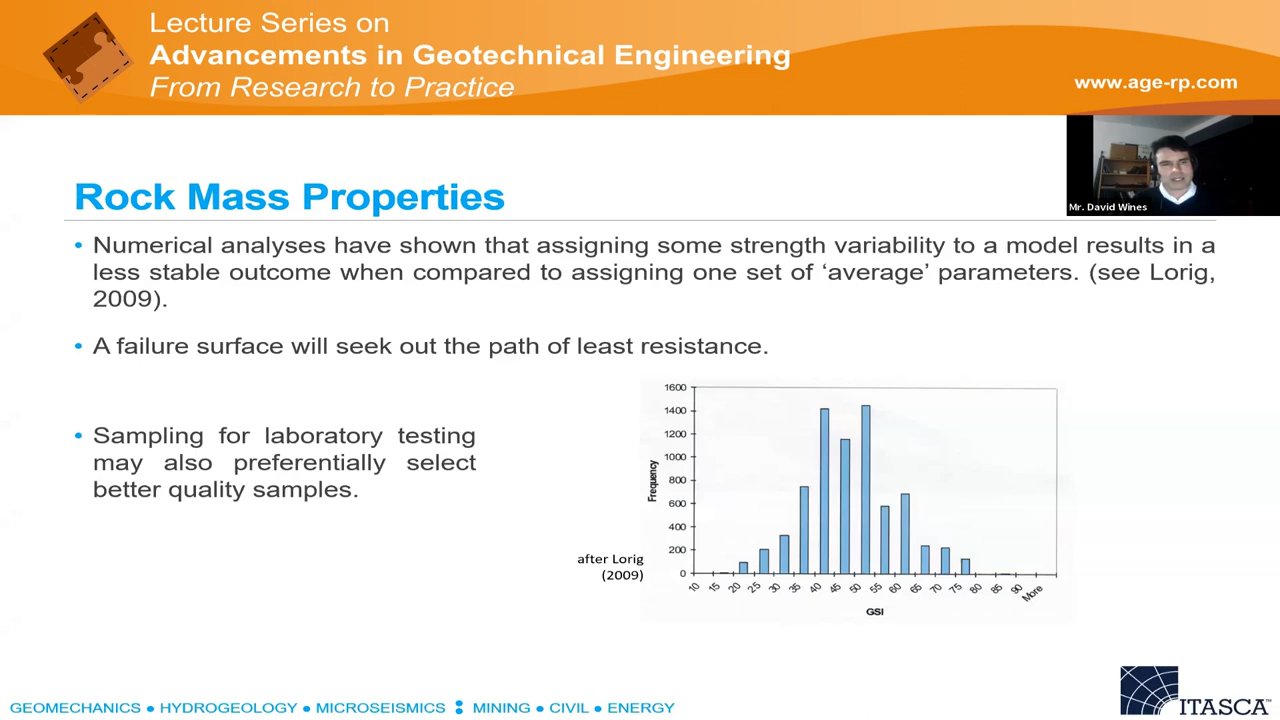 Lecture Series on
Advancements in Geotechnical Engineering
From Research to Practice
www.age-rp.com
Mr. David Wines
Rock Mass Properties
• Numerical analyses have shown that assigning some strength variability to a model results in a
less stable outcome when compared to assigning one set of ‘average’ parameters. (see Lorig,
2009).
• A failure surface will seek out the path of least resistance.
• Sampling for laboratory testing
may also preferentially select
better quality samples.
after Lorig
(2009)
Frequency
1600
1400
1200
1000
800
600
400
200
0
10 15 20 25 30 35 40 45 50 55 60 65 70 75 80 85 90 More
GSI
GEOMECHANICS ● HYDROGEOLOGY ● MICROSEISMICS : MINING ● CIVIL ● ENERGY
ITASCA™